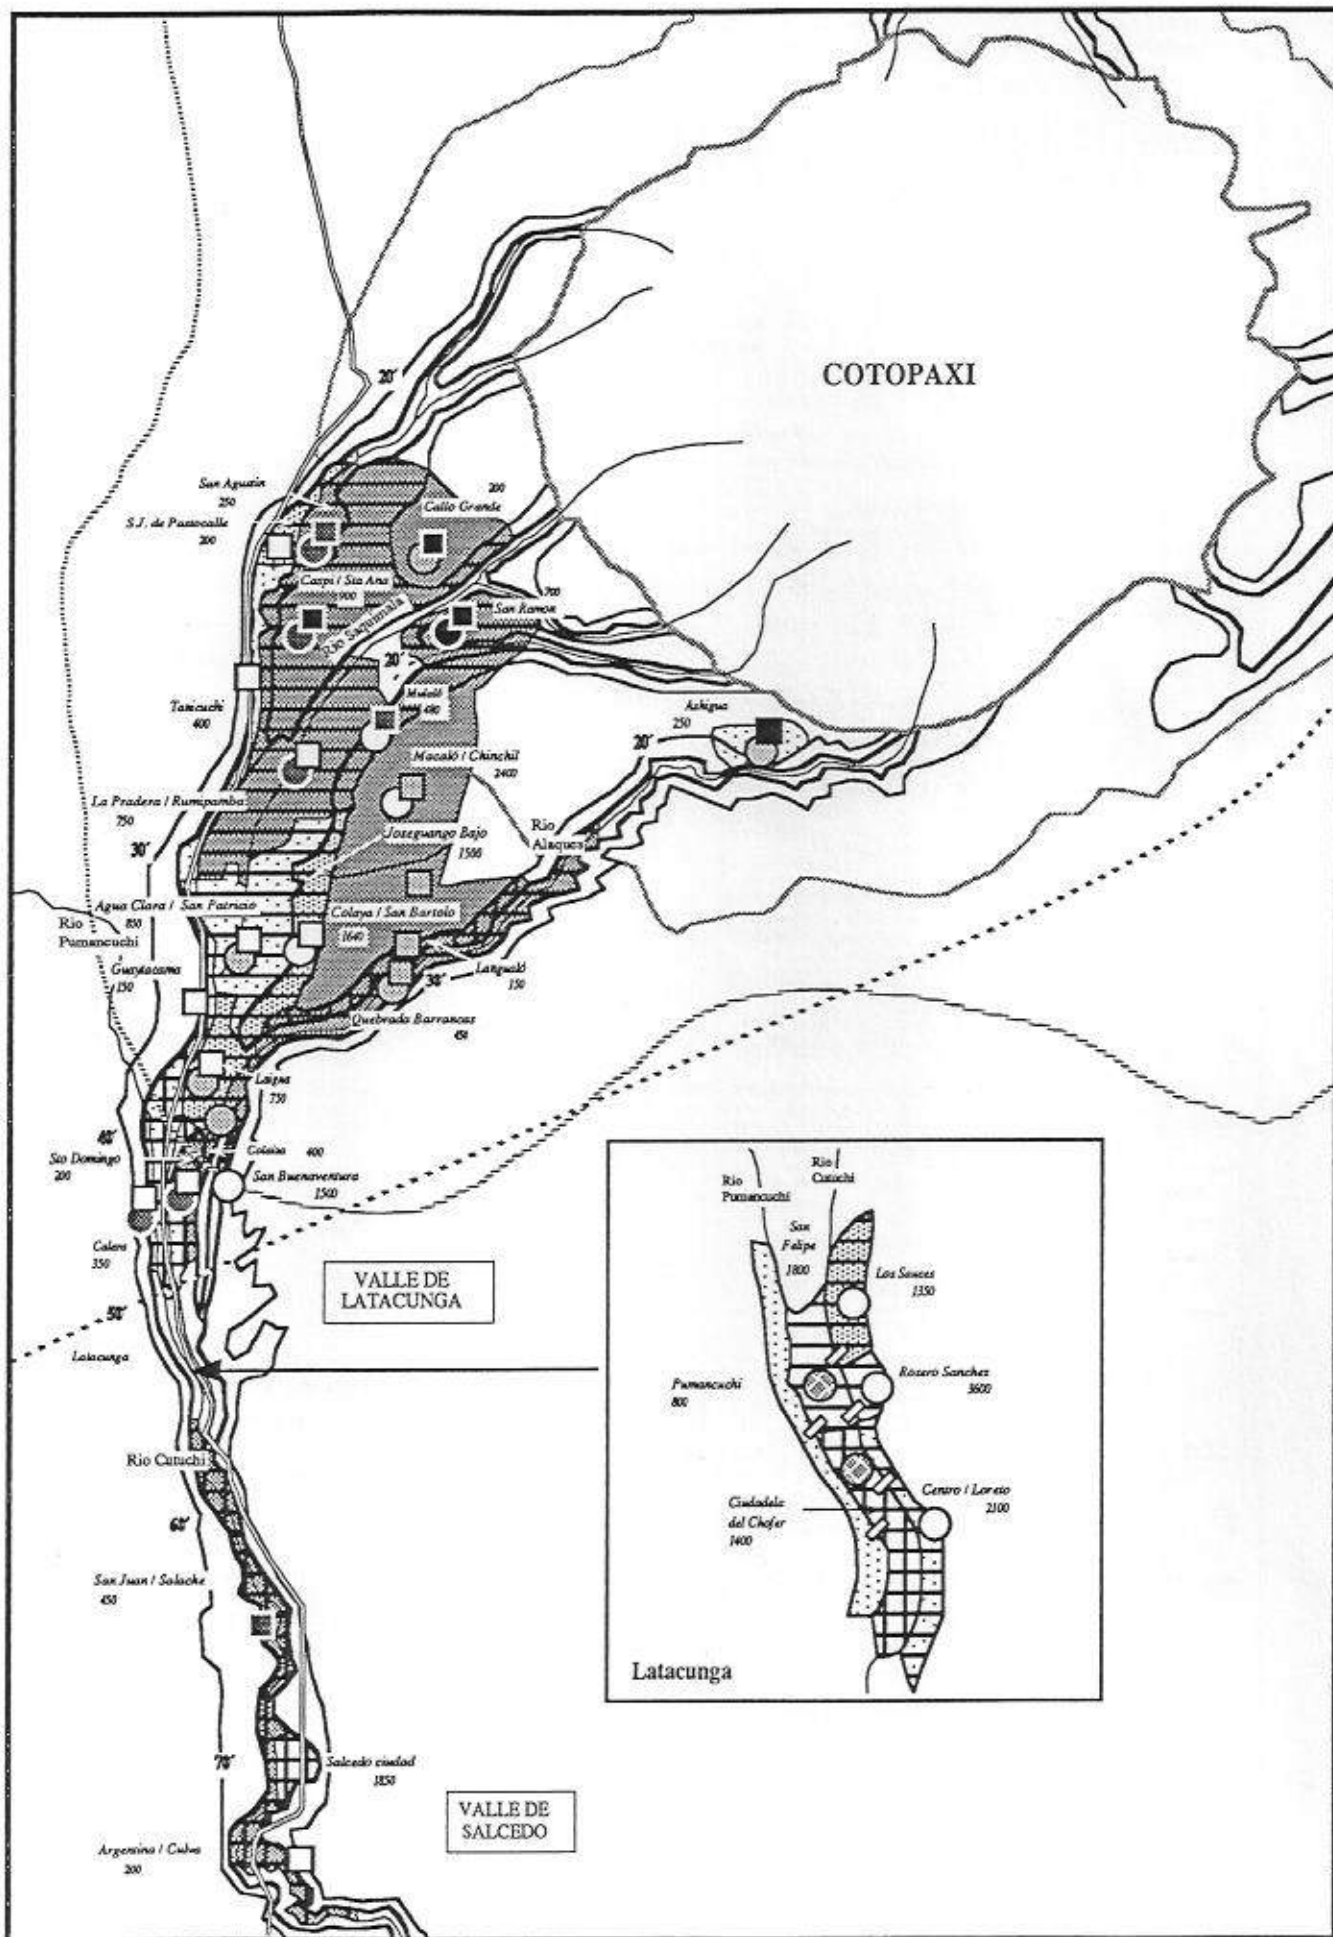 COTOPAXI
20'
San Agustin
250
S.J. de Pastocalle
200
200
Callo Grande
Caspi / Sta Ana
900
Rio Saquimala
700
San Ramon
20'
Mulaló
480
Tanicuchi
400
Ashigua
250
20'
Macaló / Chinchil
2400
La Pradera / Rumipamba
750
30'
Joseguango Bajo
1500
Rio
Alaques
Agua Clara / San Patricio
850
Rio
Pumancuchi
Colaya / San Bartolo
1640
Guaytacama
150
Langualó
150
30'
Quebrada Barrancas
450
Laigua
750
40'
Sto Domingo
200
400
San Buenaventura
1500
Calera
350
50'
Latacunga
VALLE DE
LATACUNGA
Rio Cutuchi
60'
San Juan / Salache
450
70'
Salcedo ciudad
1850
VALLE DE
SALCEDO
Argentina / Culva
200
Rio
Pumancuchi
Rio
Cutuchi
San
Felipe
1800
Los Sauces
1350
Pumancuchi
800
Rosero Sanchez
3600
Ciudadela
del Chofer
1400
Centro / Loreto
2100
Latacunga